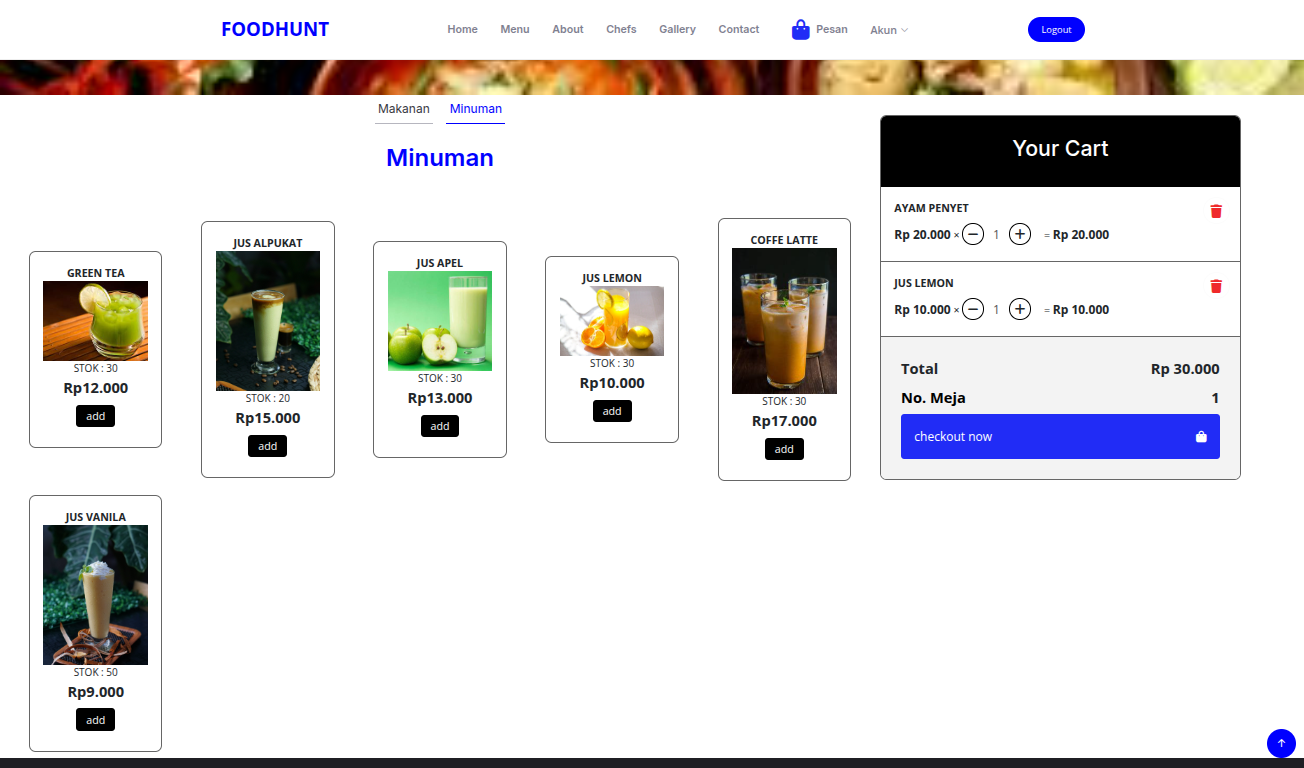 FOODHUNT
Home Menu About Chefs Gallery Contact Pesan Akun
Logout
Makanan Minuman
Minuman
GREEN TEA
STOK : 30
Rp12.000
add
JUS ALPUKAT
STOK : 20
Rp15.000
add
JUS APEL
STOK : 30
Rp13.000
add
JUS LEMON
STOK : 30
Rp10.000
add
COFFE LATTE
STOK : 30
Rp17.000
add
JUS VANILA
STOK : 50
Rp9.000
add
Your Cart
AYAM PENYET
Rp 20.000 × 1 = Rp 20.000
JUS LEMON
Rp 10.000 × 1 = Rp 10.000
Total Rp 30.000
No. Meja 1
checkout now